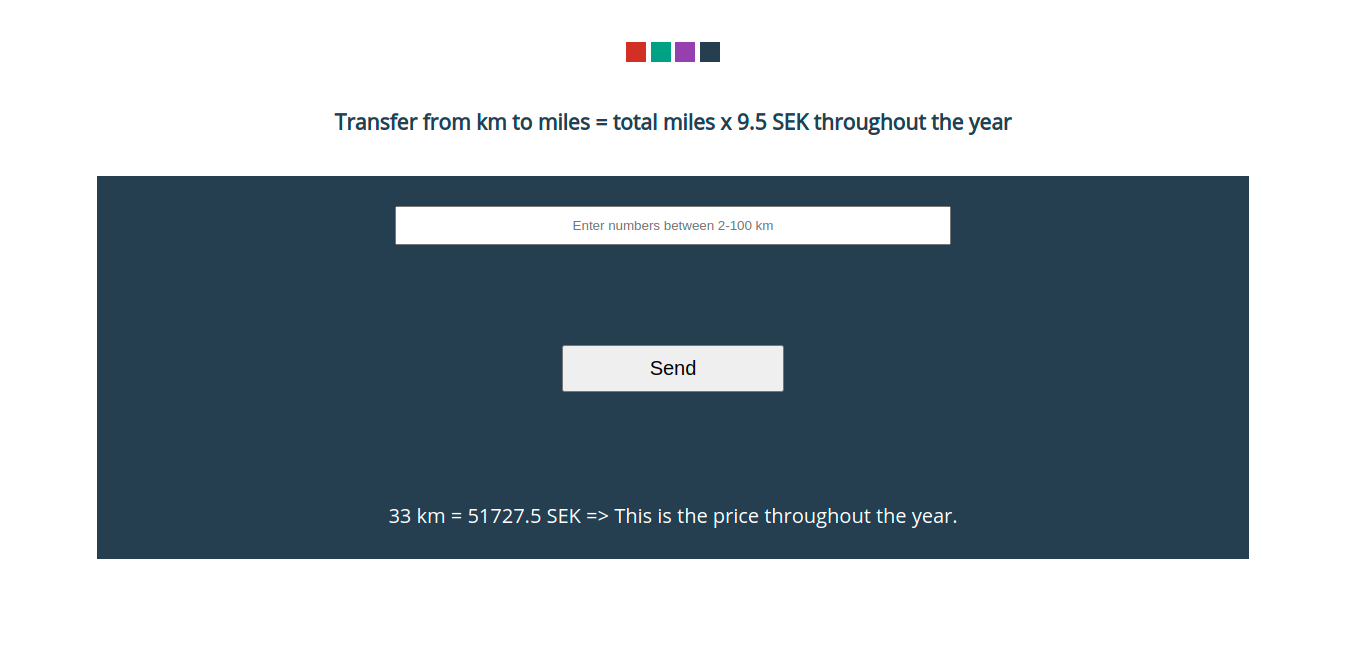 Transfer from km to miles = total miles x 9.5 SEK throughout the year
Enter numbers between 2-100 km
Send
33 km = 51727.5 SEK => This is the price throughout the year.